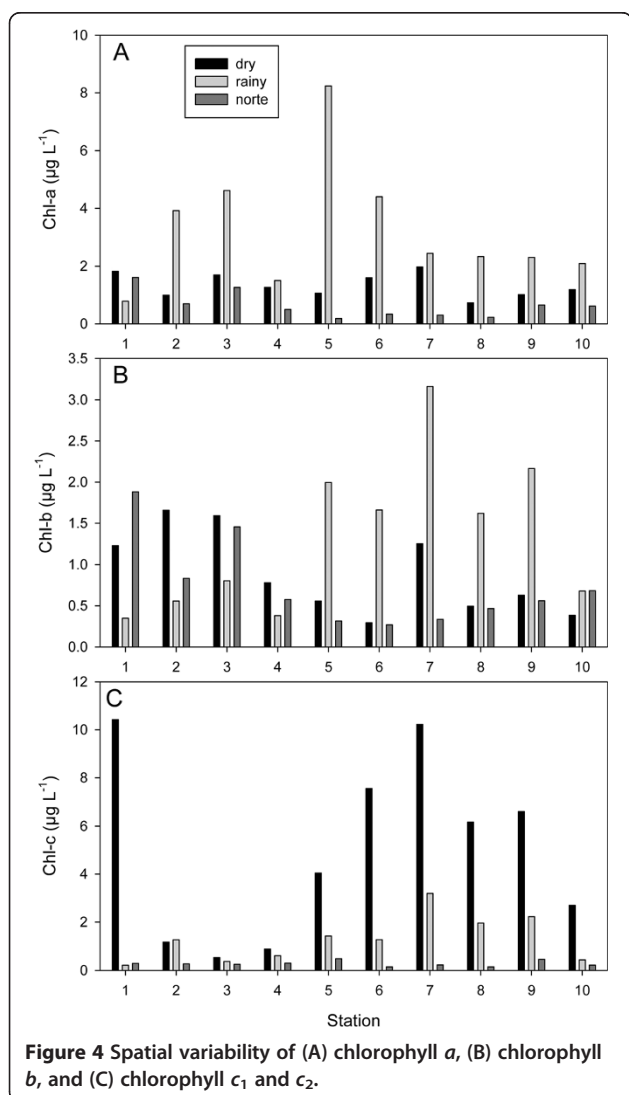 A
dry
rainy
norte
Chl-a (µg L⁻¹)
10
8
6
4
2
0
1 2 3 4 5 6 7 8 9 10
B
Chl-b (µg L⁻¹)
3.5
3.0
2.5
2.0
1.5
1.0
0.5
0.0
1 2 3 4 5 6 7 8 9 10
C
Chl-c (µg L⁻¹)
12
10
8
6
4
2
0
1 2 3 4 5 6 7 8 9 10
Station
Figure 4 Spatial variability of (A) chlorophyll a, (B) chlorophyll
b, and (C) chlorophyll c₁ and c₂.